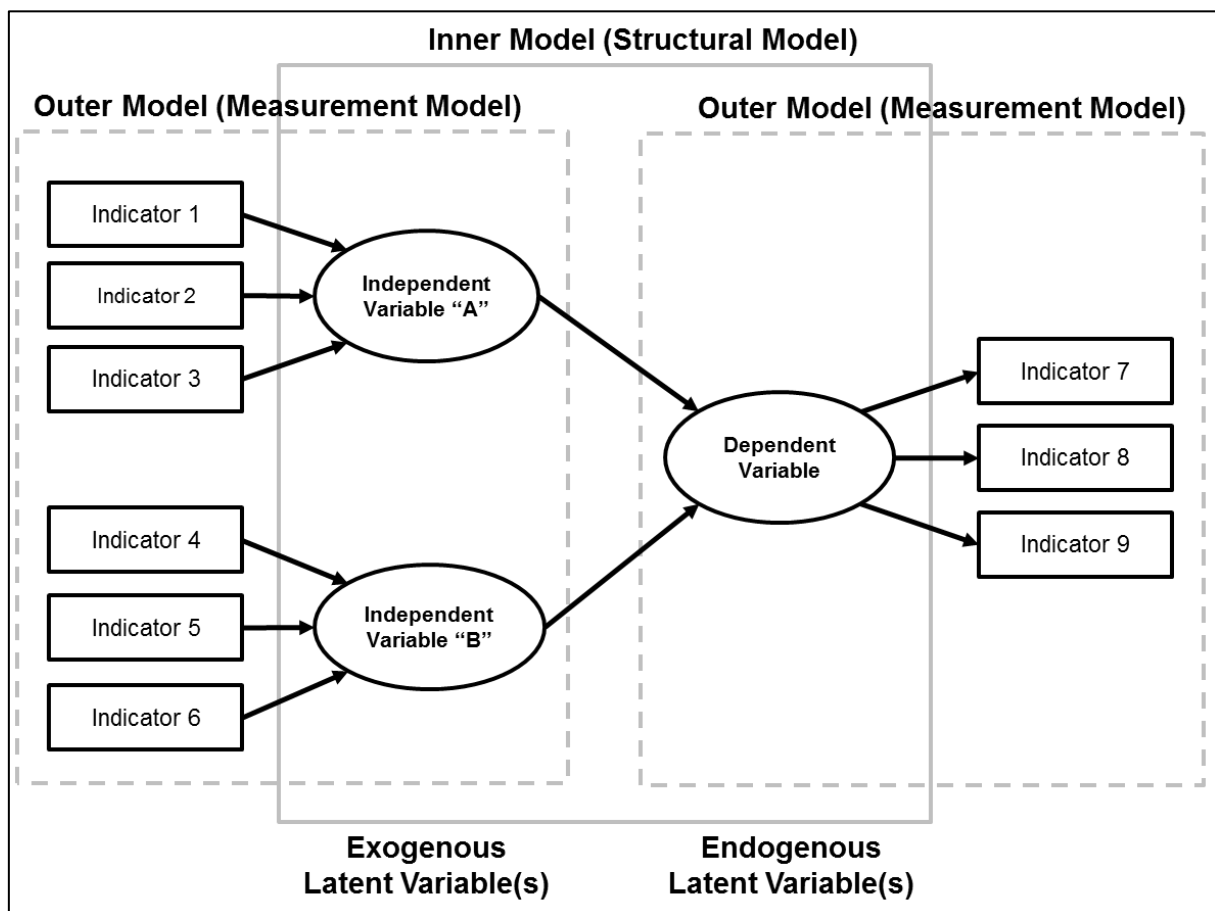 Inner Model (Structural Model)
Outer Model (Measurement Model)
Outer Model (Measurement Model)
Indicator 1
Indicator 2
Indicator 3
Independent
Variable “A”
Indicator 4
Indicator 5
Indicator 6
Independent
Variable “B”
Dependent
Variable
Indicator 7
Indicator 8
Indicator 9
Exogenous
Latent Variable(s)
Endogenous
Latent Variable(s)